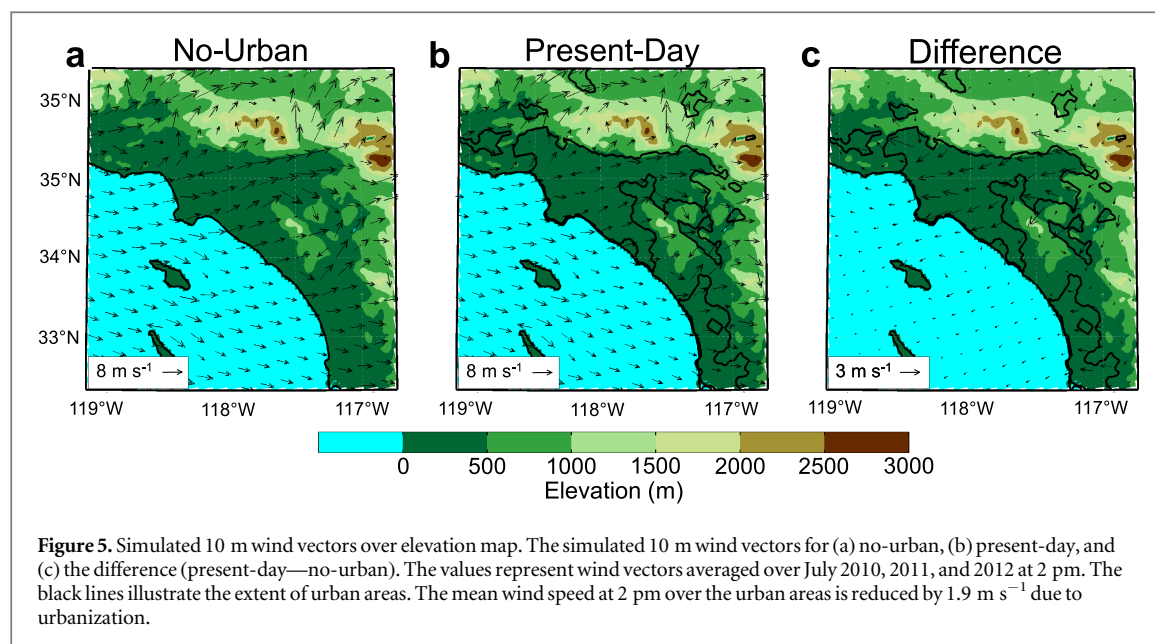 a No-Urban b Present-Day c Difference
35°N
35°N
34°N
33°N
8 m s⁻¹ 8 m s⁻¹ 3 m s⁻¹
119°W 118°W 117°W 119°W 118°W 117°W 119°W 118°W 117°W
0 500 1000 1500 2000 2500 3000
Elevation (m)
Figure 5. Simulated 10 m wind vectors over elevation map. The simulated 10 m wind vectors for (a) no-urban, (b) present-day, and
(c) the difference (present-day—no-urban). The values represent wind vectors averaged over July 2010, 2011, and 2012 at 2 pm. The
black lines illustrate the extent of urban areas. The mean wind speed at 2 pm over the urban areas is reduced by 1.9 m s⁻¹ due to
urbanization.